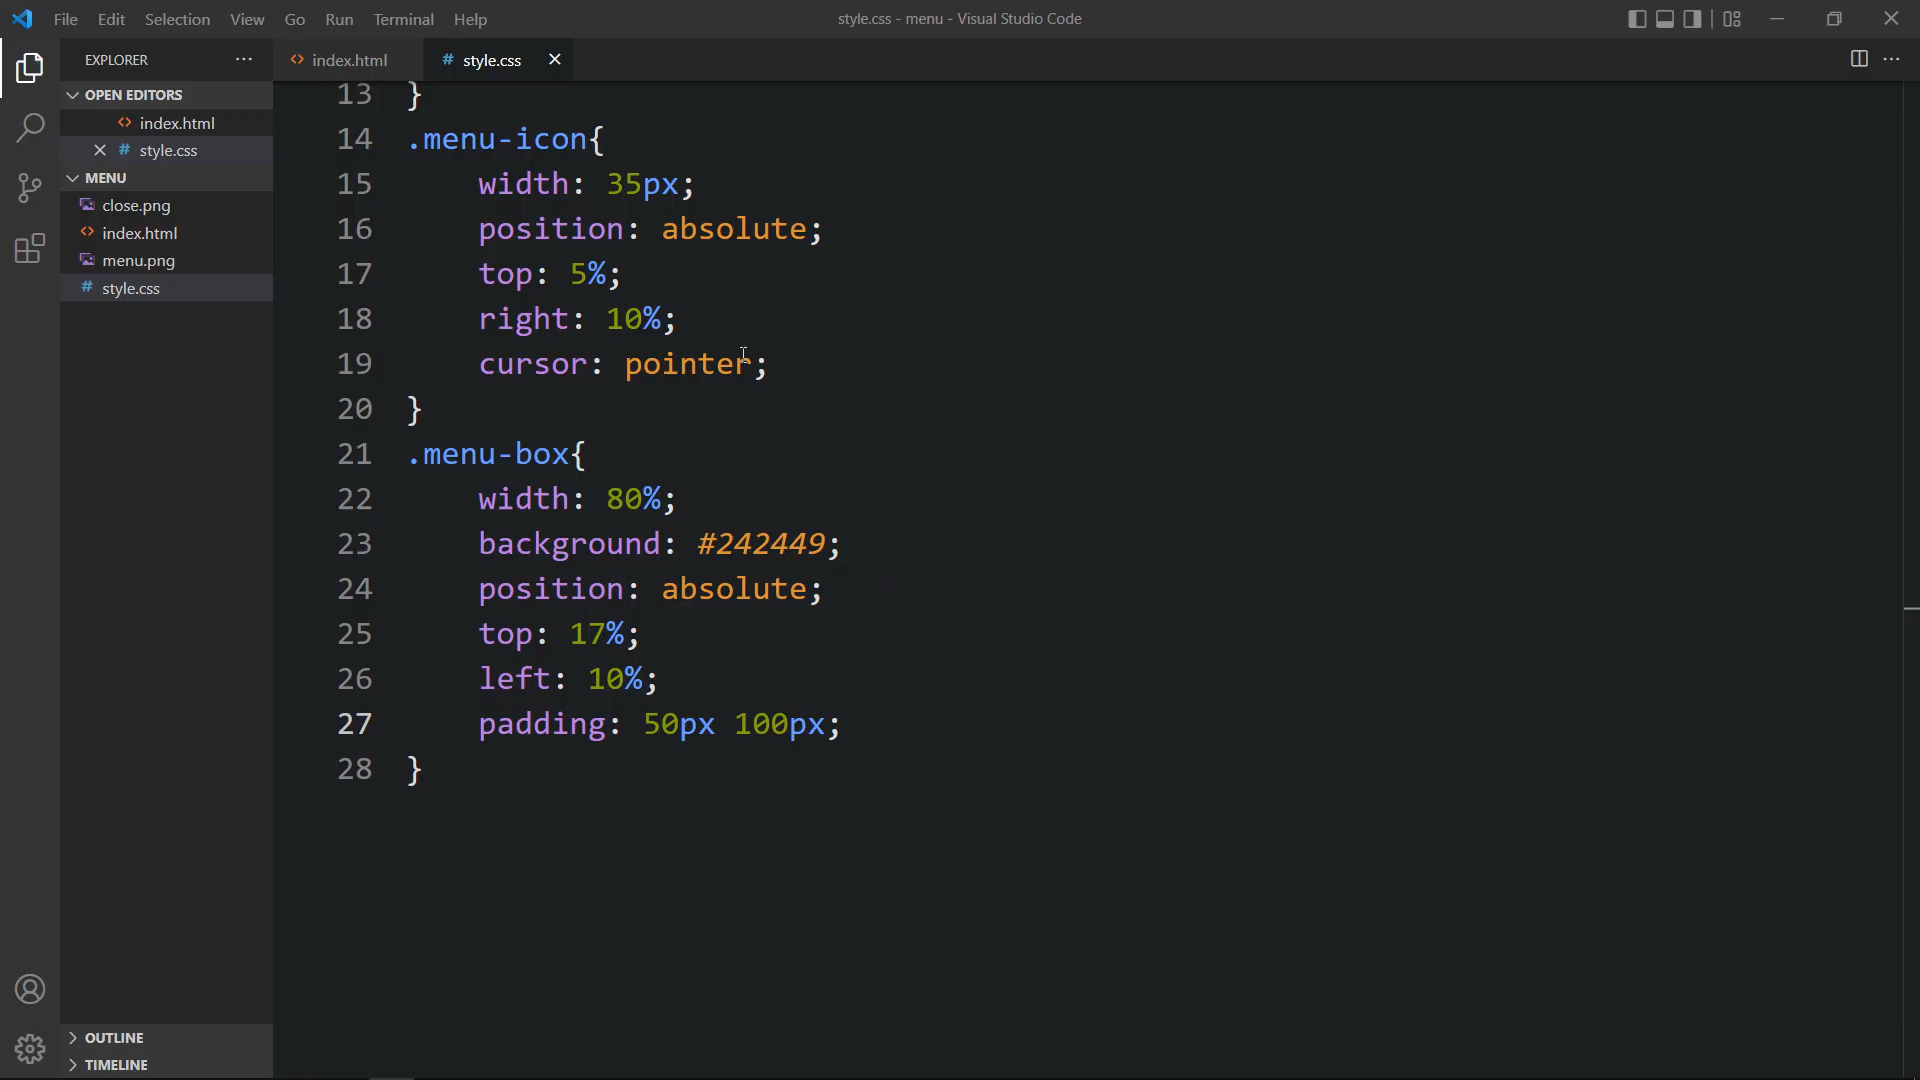 File Edit Selection View Go Run Terminal Help
style.css - menu - Visual Studio Code
EXPLORER
OPEN EDITORS
index.html
# style.css
MENU
close.png
index.html
menu.png
# style.css
OUTLINE
TIMELINE
index.html
# style.css
13 }
14 .menu-icon{
15 width: 35px;
16 position: absolute;
17 top: 5%;
18 right: 10%;
19 cursor: pointer;
20 }
21 .menu-box{
22 width: 80%;
23 background: #242449;
24 position: absolute;
25 top: 17%;
26 left: 10%;
27 padding: 50px 100px;
28 }